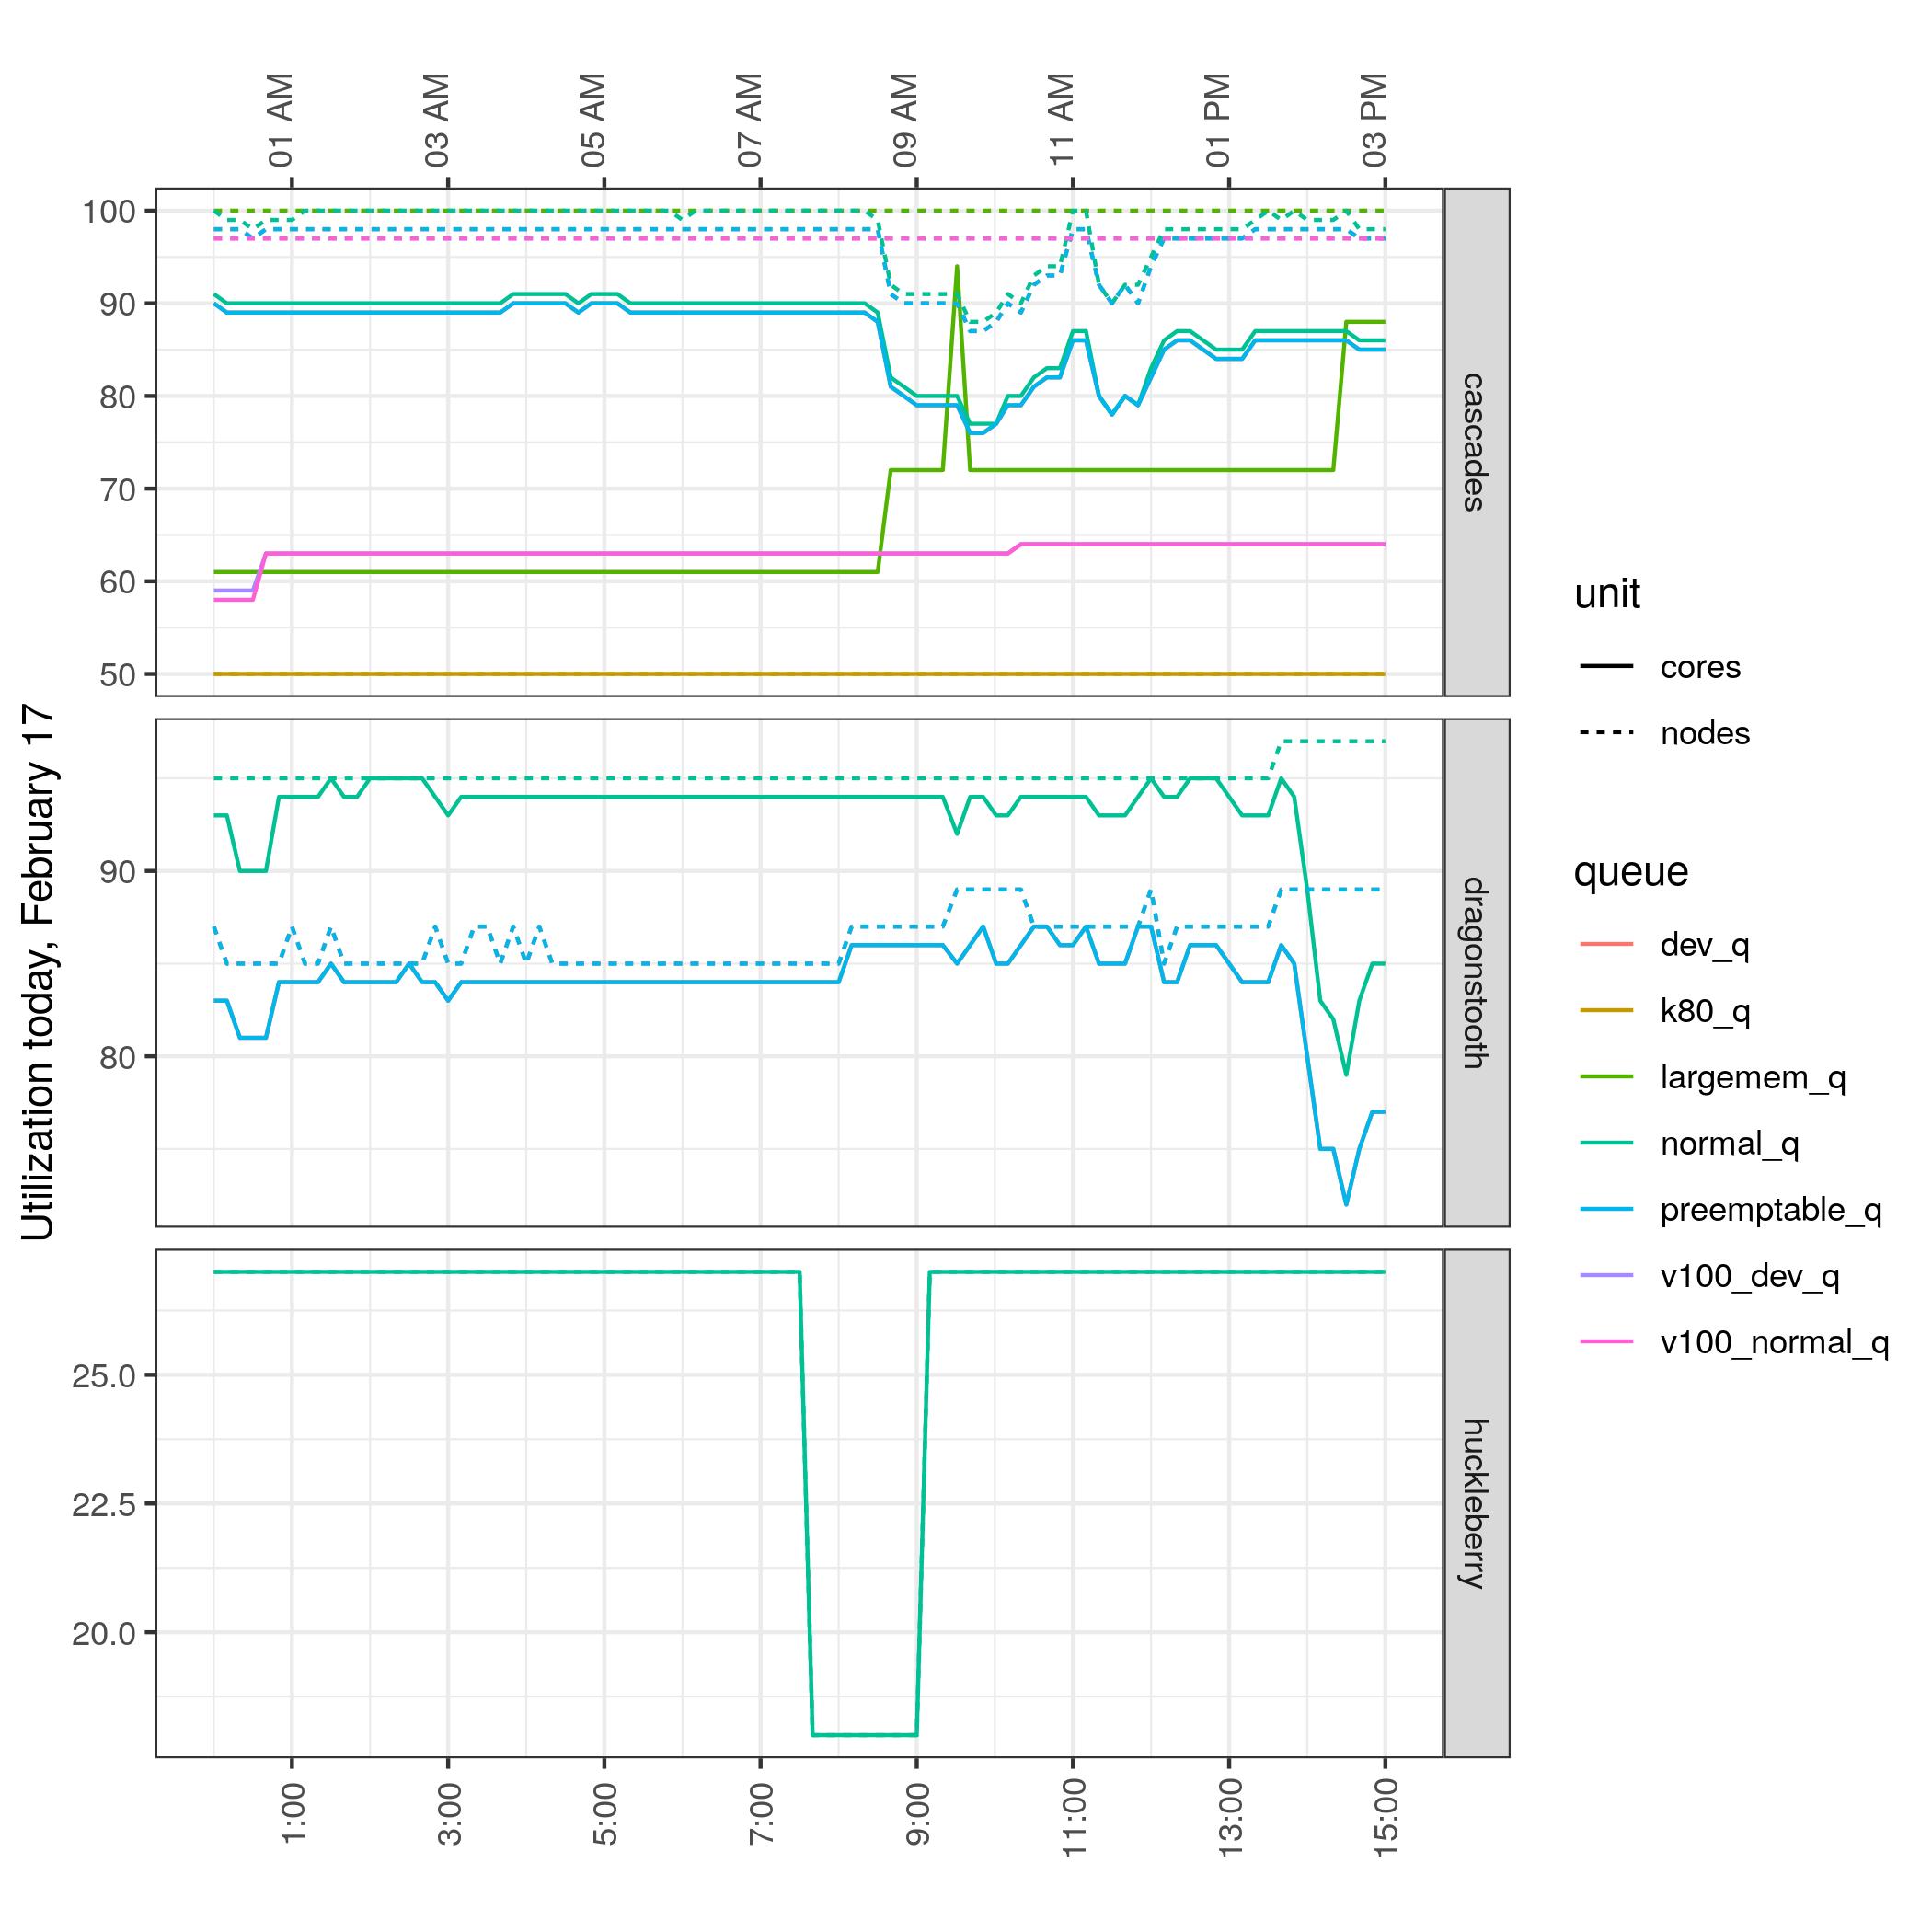 01 AM
03 AM
05 AM
07 AM
09 AM
11 AM
01 PM
03 PM
Utilization today, February 17
100
90
80
70
60
50
cascades
90
80
dragonstooth
25.0
22.5
20.0
huckleberry
1:00
3:00
5:00
7:00
9:00
11:00
13:00
15:00
unit
cores
nodes
queue
dev_q
k80_q
largemem_q
normal_q
preemptable_q
v100_dev_q
v100_normal_q